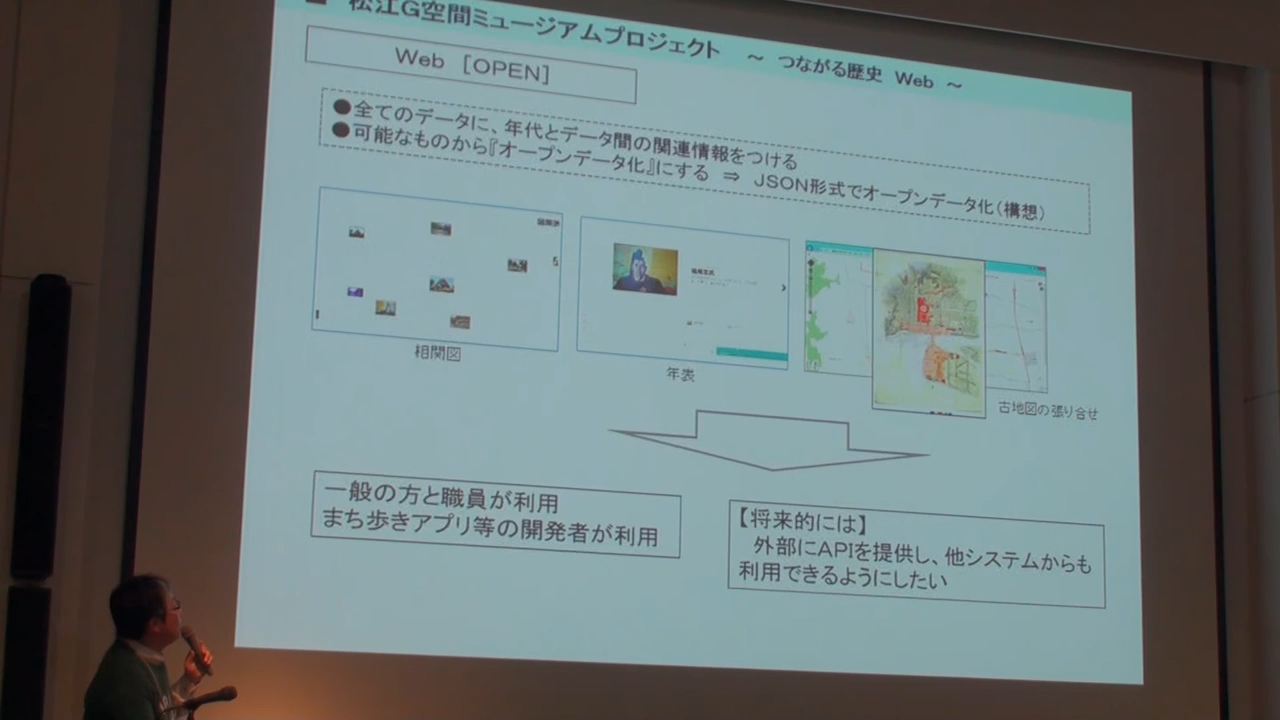 ■ 松江G空間ミュージアムプロジェクト ～ つながる歴史 Web ～
Web [OPEN]
●全てのデータに、年代とデータ間の関連情報をつける
●可能なものから『オープンデータ化』にする ⇒ JSON形式でオープンデータ化(構想)
相関図
年表
古地図の張り合せ
一般の方と職員が利用
まち歩きアプリ等の開発者が利用
【将来的には】
外部にAPIを提供し、他システムからも
利用できるようにしたい